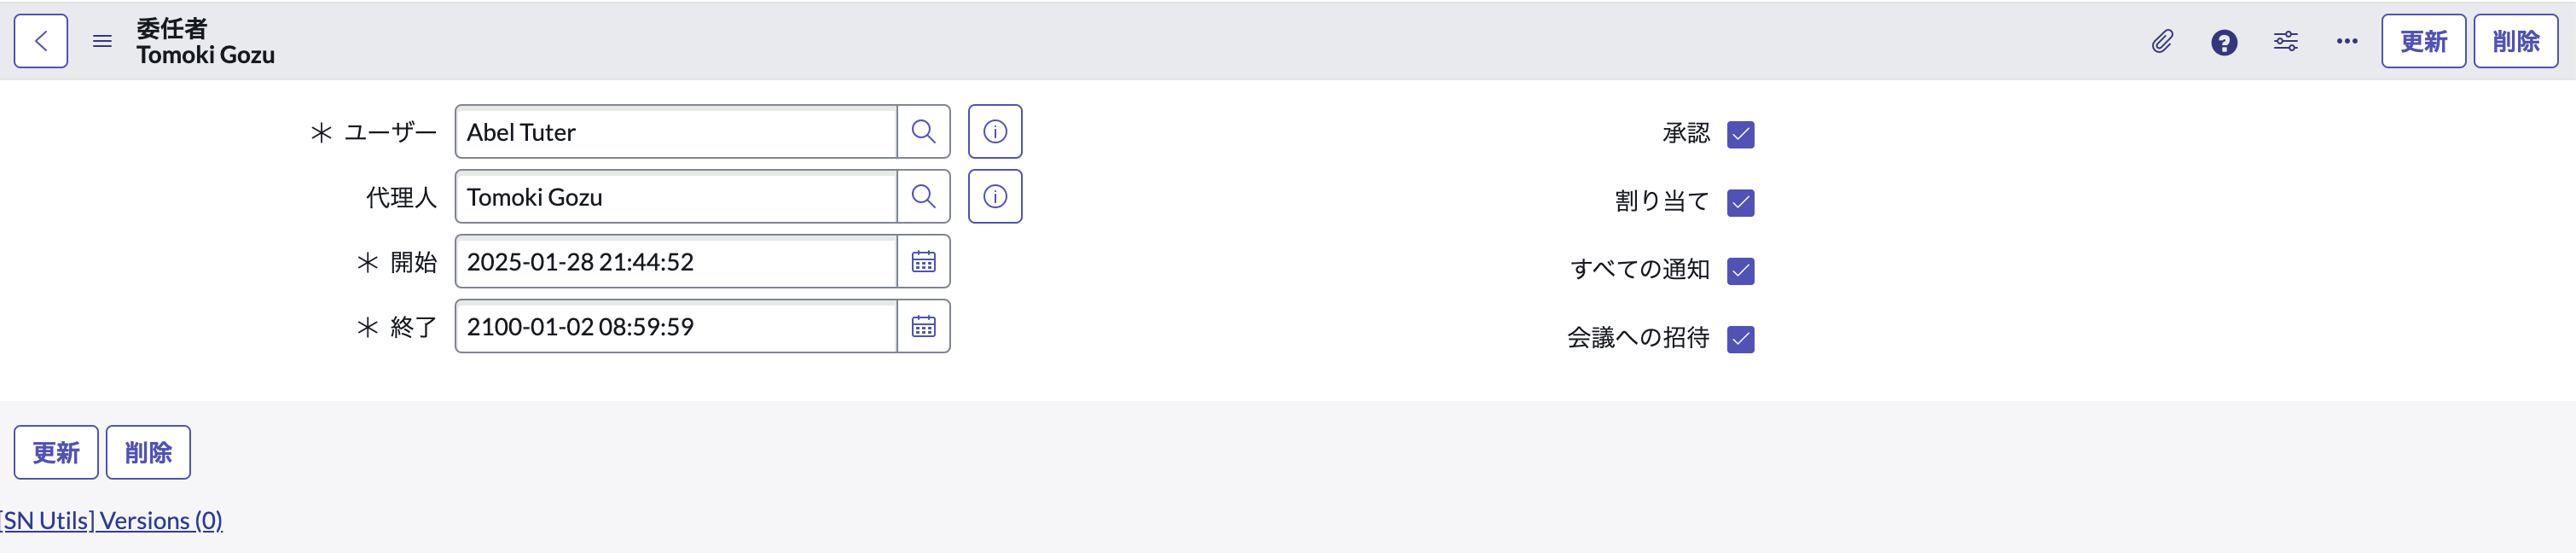 委任者
Tomoki Gozu
更新 削除
＊ ユーザー Abel Tuter
代理人 Tomoki Gozu
＊ 開始 2025-01-28 21:44:52
＊ 終了 2100-01-02 08:59:59
承認
割り当て
すべての通知
会議への招待
更新 削除
[SN Utils] Versions (0)